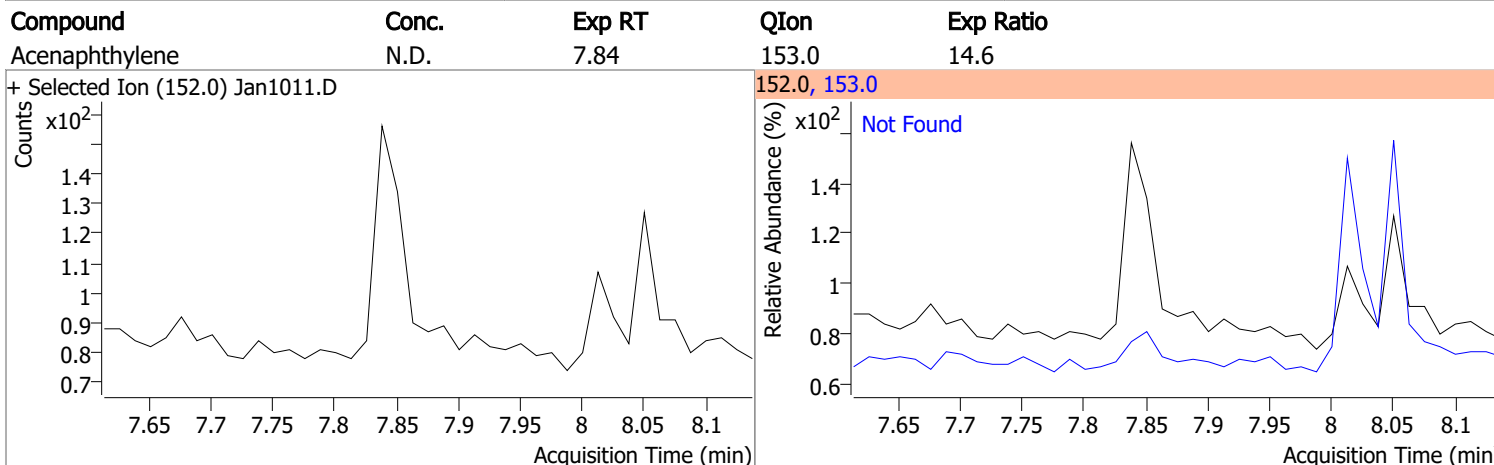 Compound Conc. Exp RT QIon Exp Ratio
Acenaphthylene N.D. 7.84 153.0 14.6
+ Selected Ion (152.0) Jan1011.D
Counts
x10²
1.4
1.3
1.2
1.1
1
0.9
0.8
0.7
7.65 7.7 7.75 7.8 7.85 7.9 7.95 8 8.05 8.1
Acquisition Time (min)
152.0, 153.0
Relative Abundance (%)
x10²
Not Found
1.4
1.2
1
0.8
0.6
7.65 7.7 7.75 7.8 7.85 7.9 7.95 8 8.05 8.1
Acquisition Time (min